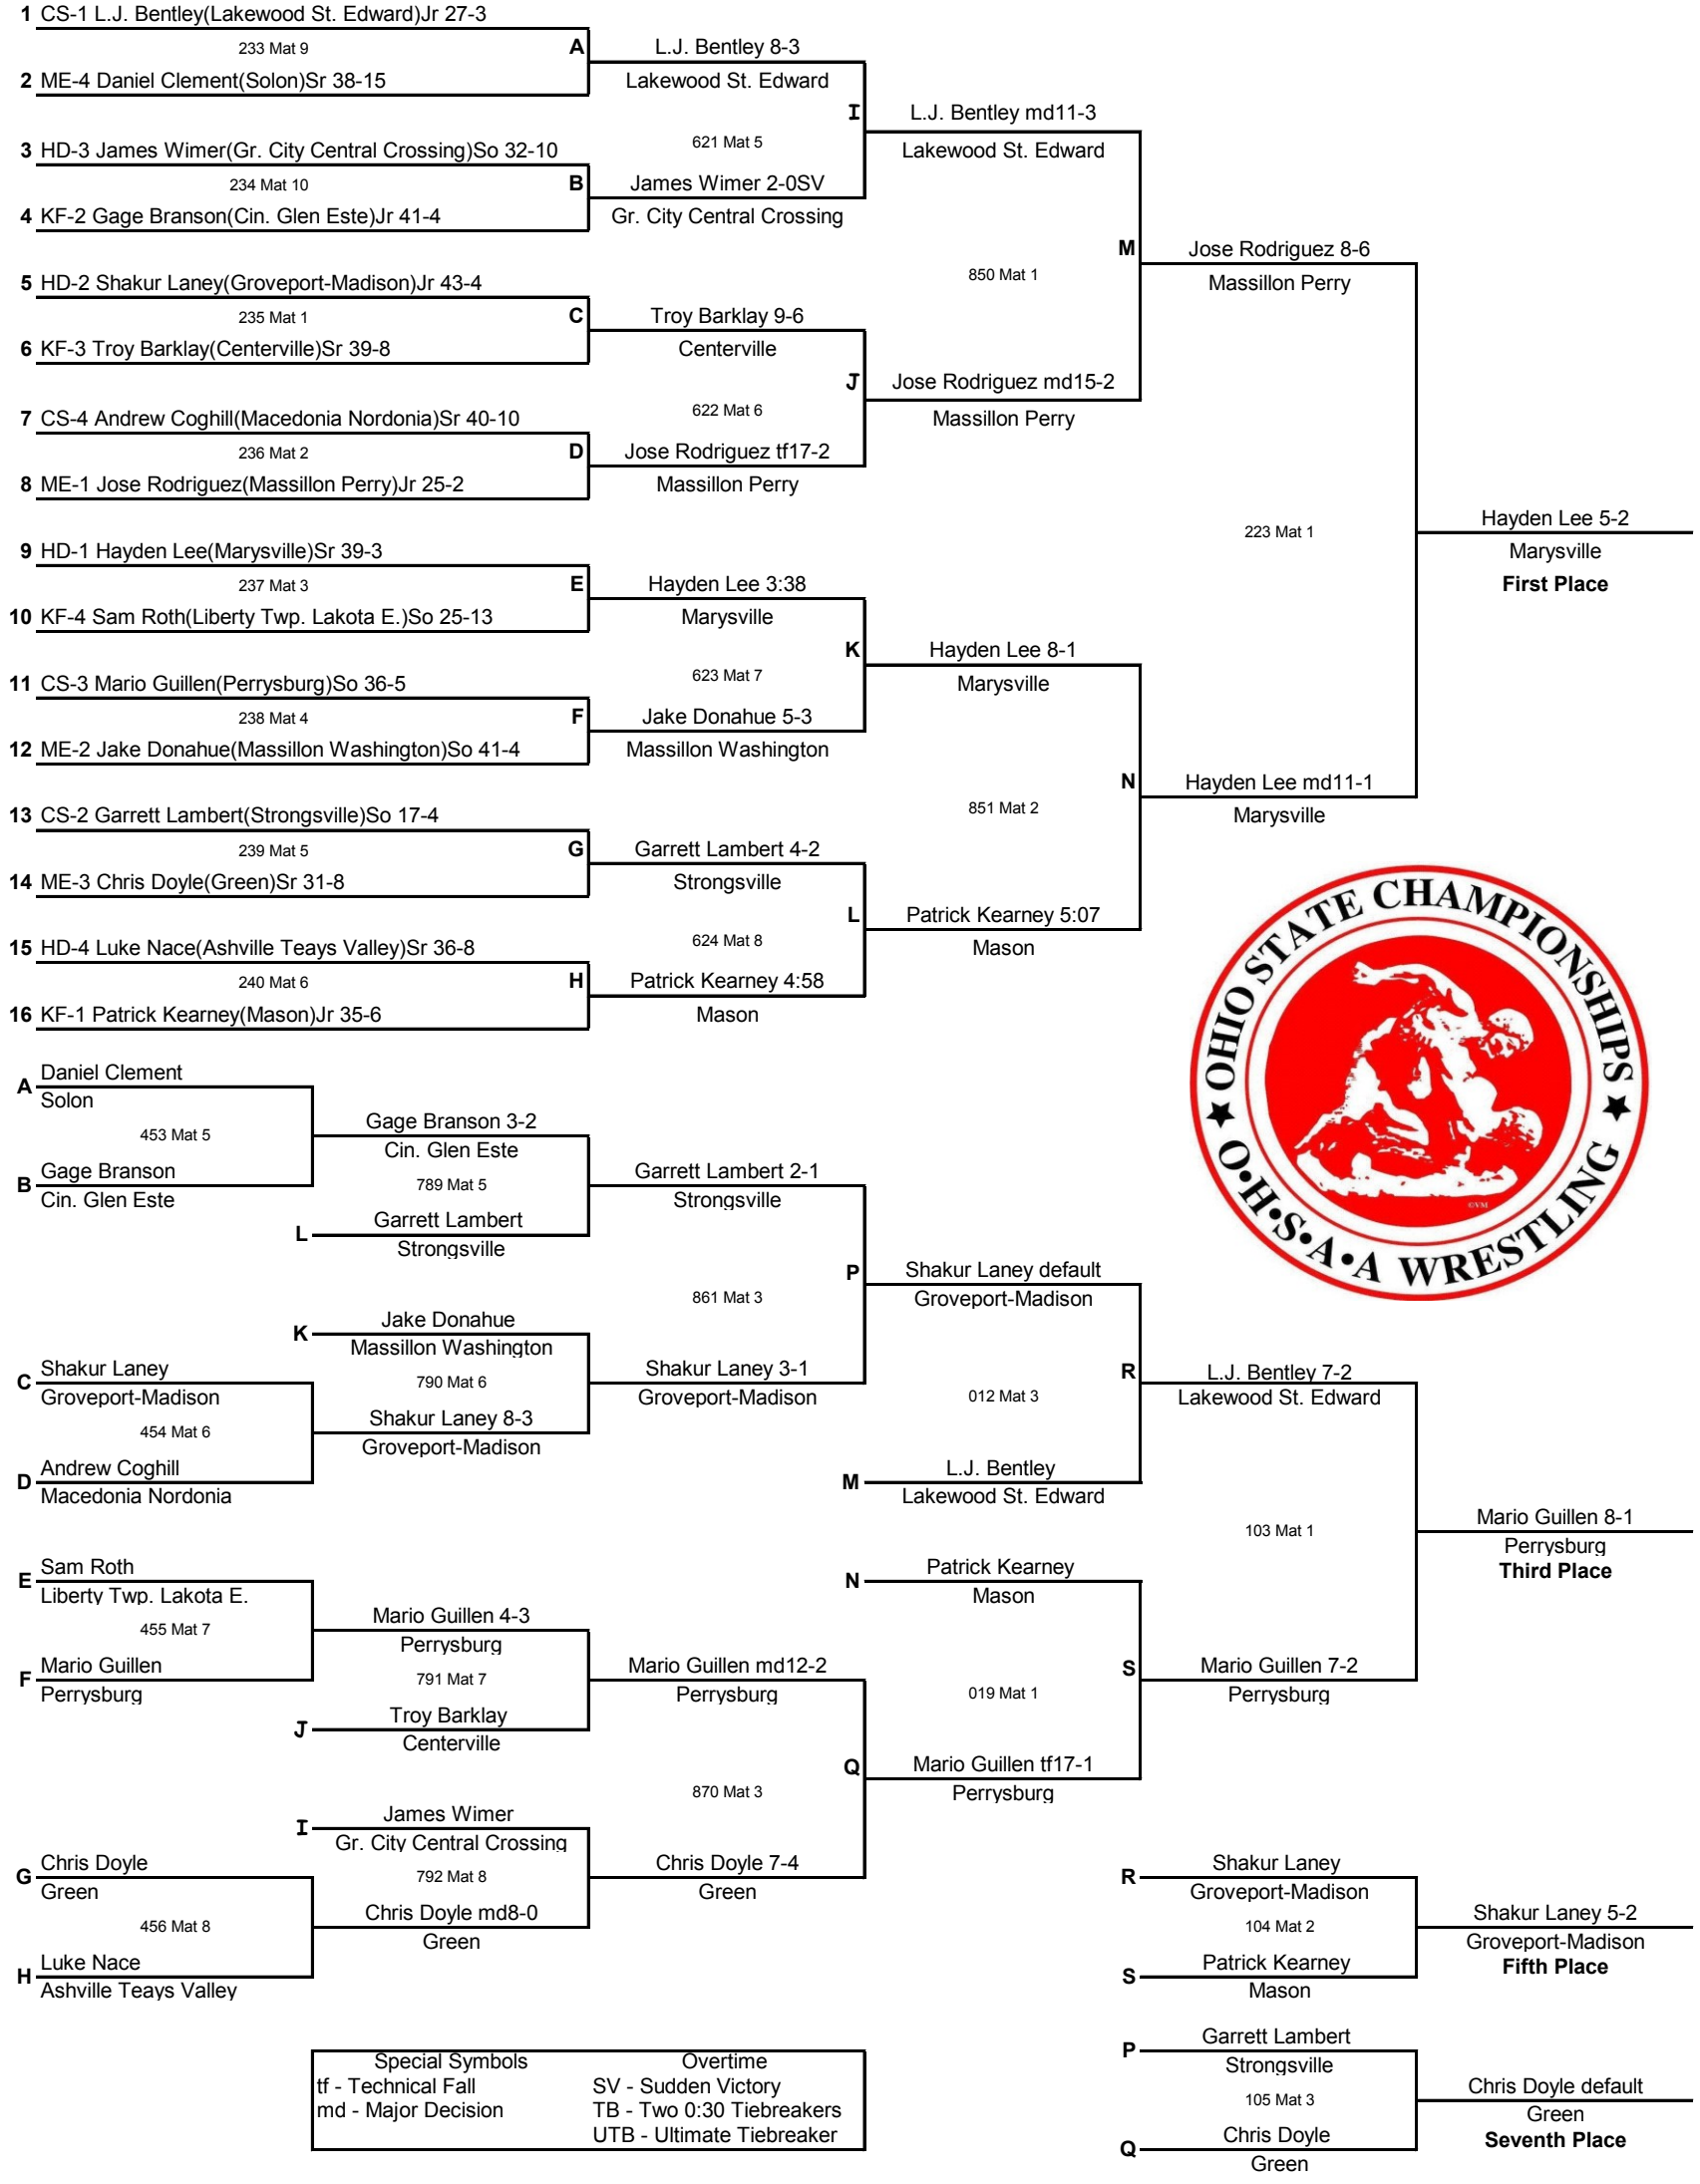 1 CS-1 L.J. Bentley(Lakewood St. Edward)Jr 27-3
233 Mat 9
A
2 ME-4 Daniel Clement(Solon)Sr 38-15
L.J. Bentley 8-3
Lakewood St. Edward
I
621 Mat 5
3 HD-3 James Wimer(Gr. City Central Crossing)So 32-10
234 Mat 10
B
4 KF-2 Gage Branson(Cin. Glen Este)Jr 41-4
James Wimer 2-0SV
Gr. City Central Crossing
L.J. Bentley md11-3
Lakewood St. Edward
M
850 Mat 1
5 HD-2 Shakur Laney(Groveport-Madison)Jr 43-4
235 Mat 1
C
6 KF-3 Troy Barklay(Centerville)Sr 39-8
Troy Barklay 9-6
Centerville
J
622 Mat 6
7 CS-4 Andrew Coghill(Macedonia Nordonia)Sr 40-10
236 Mat 2
D
8 ME-1 Jose Rodriguez(Massillon Perry)Jr 25-2
Jose Rodriguez tf17-2
Massillon Perry
Jose Rodriguez md15-2
Massillon Perry
Jose Rodriguez 8-6
Massillon Perry
223 Mat 1
Hayden Lee 5-2
Marysville
First Place
9 HD-1 Hayden Lee(Marysville)Sr 39-3
237 Mat 3
E
10 KF-4 Sam Roth(Liberty Twp. Lakota E.)So 25-13
Hayden Lee 3:38
Marysville
K
623 Mat 7
11 CS-3 Mario Guillen(Perrysburg)So 36-5
238 Mat 4
F
12 ME-2 Jake Donahue(Massillon Washington)So 41-4
Jake Donahue 5-3
Massillon Washington
Hayden Lee 8-1
Marysville
N
851 Mat 2
Hayden Lee md11-1
Marysville
13 CS-2 Garrett Lambert(Strongsville)So 17-4
239 Mat 5
G
14 ME-3 Chris Doyle(Green)Sr 31-8
Garrett Lambert 4-2
Strongsville
L
624 Mat 8
15 HD-4 Luke Nace(Ashville Teays Valley)Sr 36-8
240 Mat 6
H
16 KF-1 Patrick Kearney(Mason)Jr 35-6
Patrick Kearney 4:58
Mason
Patrick Kearney 5:07
Mason
★ OHIO STATE CHAMPIONSHIPS ★
O•H•S•A•A WRESTLING
©VM
A Daniel Clement
Solon
453 Mat 5
B Gage Branson
Cin. Glen Este
Gage Branson 3-2
Cin. Glen Este
789 Mat 5
L Garrett Lambert
Strongsville
Garrett Lambert 2-1
Strongsville
P
861 Mat 3
K Jake Donahue
Massillon Washington
790 Mat 6
C Shakur Laney
Groveport-Madison
454 Mat 6
D Andrew Coghill
Macedonia Nordonia
Shakur Laney 8-3
Groveport-Madison
Shakur Laney 3-1
Groveport-Madison
Shakur Laney default
Groveport-Madison
R
012 Mat 3
M L.J. Bentley
Lakewood St. Edward
L.J. Bentley 7-2
Lakewood St. Edward
103 Mat 1
Mario Guillen 8-1
Perrysburg
Third Place
E Sam Roth
Liberty Twp. Lakota E.
455 Mat 7
F Mario Guillen
Perrysburg
Mario Guillen 4-3
Perrysburg
791 Mat 7
J Troy Barklay
Centerville
Mario Guillen md12-2
Perrysburg
Q
870 Mat 3
N Patrick Kearney
Mason
S
019 Mat 1
Mario Guillen 7-2
Perrysburg
Mario Guillen tf17-1
Perrysburg
I James Wimer
Gr. City Central Crossing
792 Mat 8
G Chris Doyle
Green
456 Mat 8
H Luke Nace
Ashville Teays Valley
Chris Doyle md8-0
Green
Chris Doyle 7-4
Green
R Shakur Laney
Groveport-Madison
104 Mat 2
S Patrick Kearney
Mason
Shakur Laney 5-2
Groveport-Madison
Fifth Place
P Garrett Lambert
Strongsville
105 Mat 3
Q Chris Doyle
Green
Chris Doyle default
Green
Seventh Place
Special Symbols Overtime
tf - Technical Fall SV - Sudden Victory
md - Major Decision TB - Two 0:30 Tiebreakers
UTB - Ultimate Tiebreaker